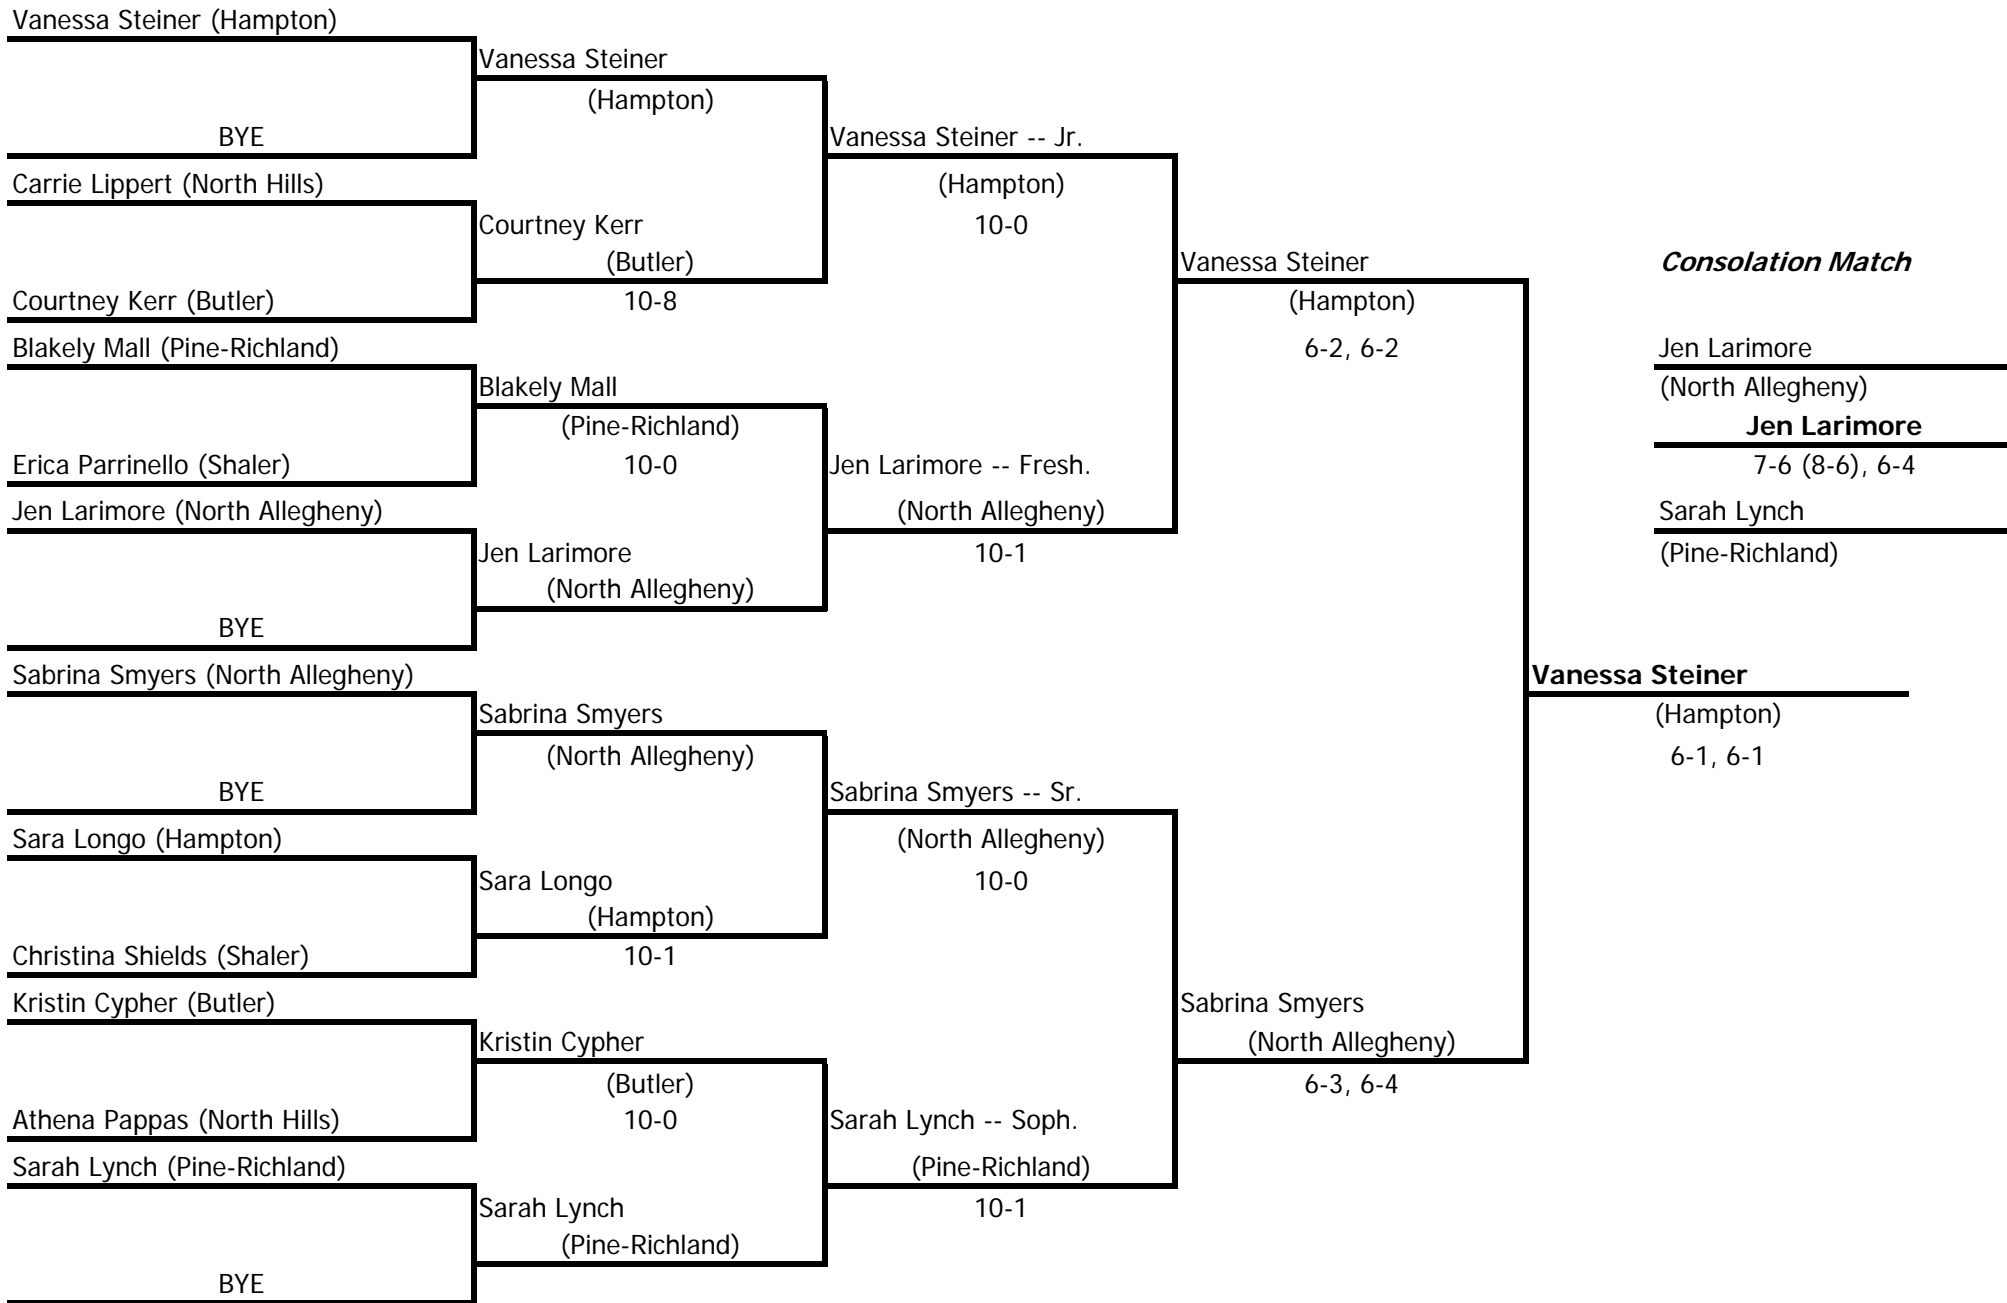 Vanessa Steiner (Hampton)
BYE
Carrie Lippert (North Hills)
Courtney Kerr (Butler)
Blakely Mall (Pine-Richland)
Erica Parrinello (Shaler)
Jen Larimore (North Allegheny)
BYE
Sabrina Smyers (North Allegheny)
BYE
Sara Longo (Hampton)
Christina Shields (Shaler)
Kristin Cypher (Butler)
Athena Pappas (North Hills)
Sarah Lynch (Pine-Richland)
BYE
Vanessa Steiner
(Hampton)
Courtney Kerr
(Butler)
10-8
Blakely Mall
(Pine-Richland)
10-0
Jen Larimore
(North Allegheny)
Sabrina Smyers
(North Allegheny)
Sara Longo
(Hampton)
10-1
Kristin Cypher
(Butler)
10-0
Sarah Lynch
(Pine-Richland)
Vanessa Steiner -- Jr.
(Hampton)
10-0
Jen Larimore -- Fresh.
(North Allegheny)
10-1
Sabrina Smyers -- Sr.
(North Allegheny)
10-0
Sarah Lynch -- Soph.
(Pine-Richland)
10-1
Vanessa Steiner
(Hampton)
6-2, 6-2
Sabrina Smyers
(North Allegheny)
6-3, 6-4
Vanessa Steiner
(Hampton)
6-1, 6-1
Consolation Match
Jen Larimore
(North Allegheny)
Jen Larimore
7-6 (8-6), 6-4
Sarah Lynch
(Pine-Richland)